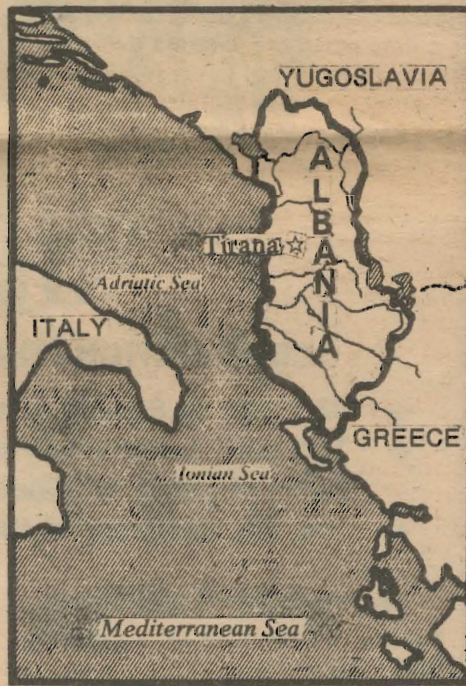 YUGOSLAVIA
ALBANIA
Tirana
Adriatic Sea
ITALY
GREECE
Ionian Sea
Mediterranean Sea